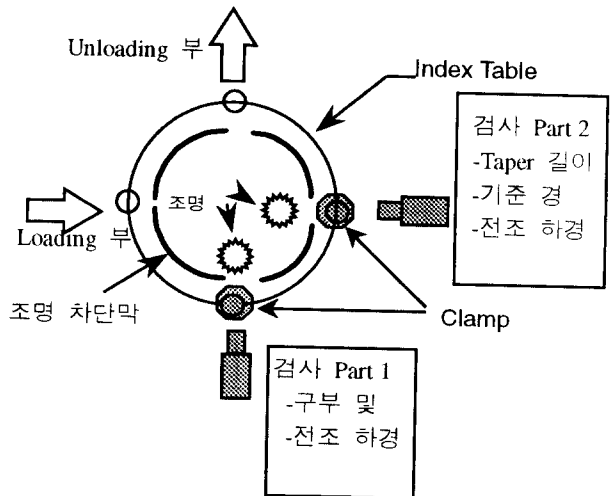 Unloading 부
Index Table
검사 Part 2
-Taper 길이
-기준 경
-전조 하경
조명
Loading 부
조명 차단막
Clamp
검사 Part 1
-구부 및
-전조 하경